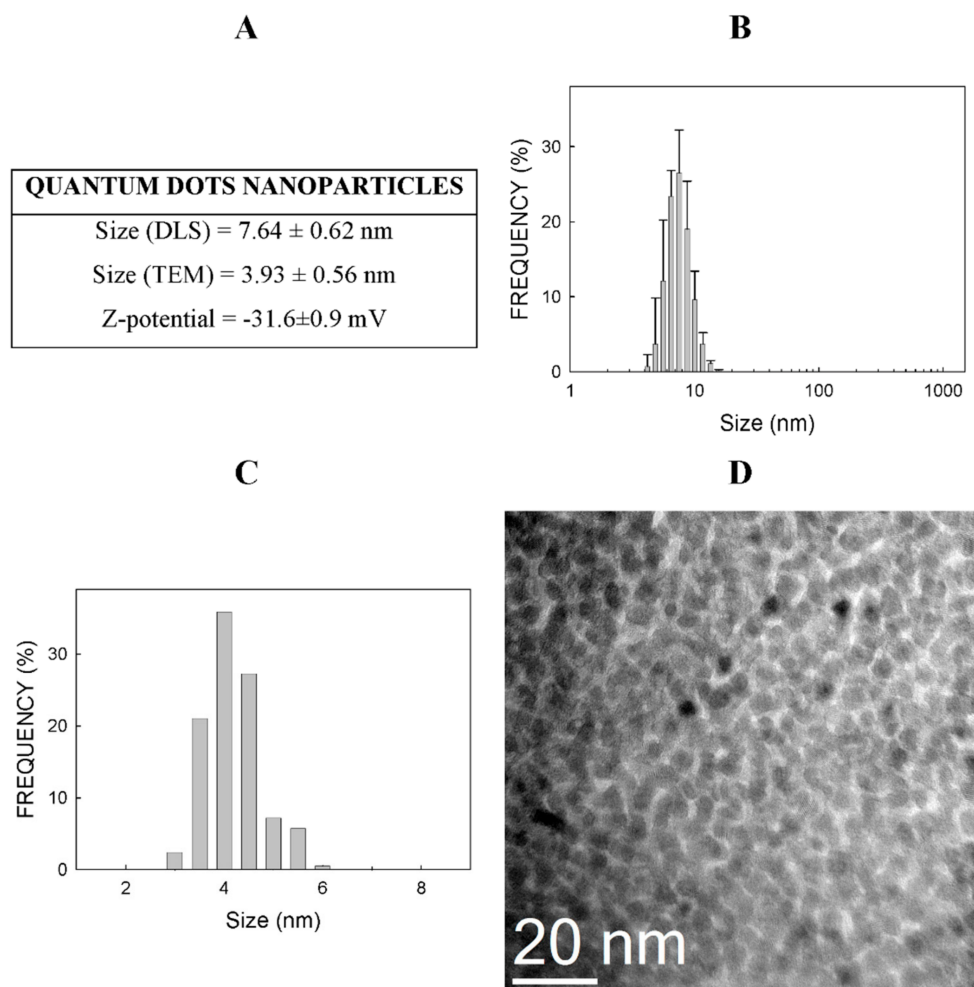 A
QUANTUM DOTS NANOPARTICLES
Size (DLS) = 7.64 ± 0.62 nm
Size (TEM) = 3.93 ± 0.56 nm
Z-potential = -31.6±0.9 mV
B
FREQUENCY (%)
30
20
10
0
1
10
100
1000
Size (nm)
C
FREQUENCY (%)
30
20
10
0
2
4
6
8
Size (nm)
D
20 nm